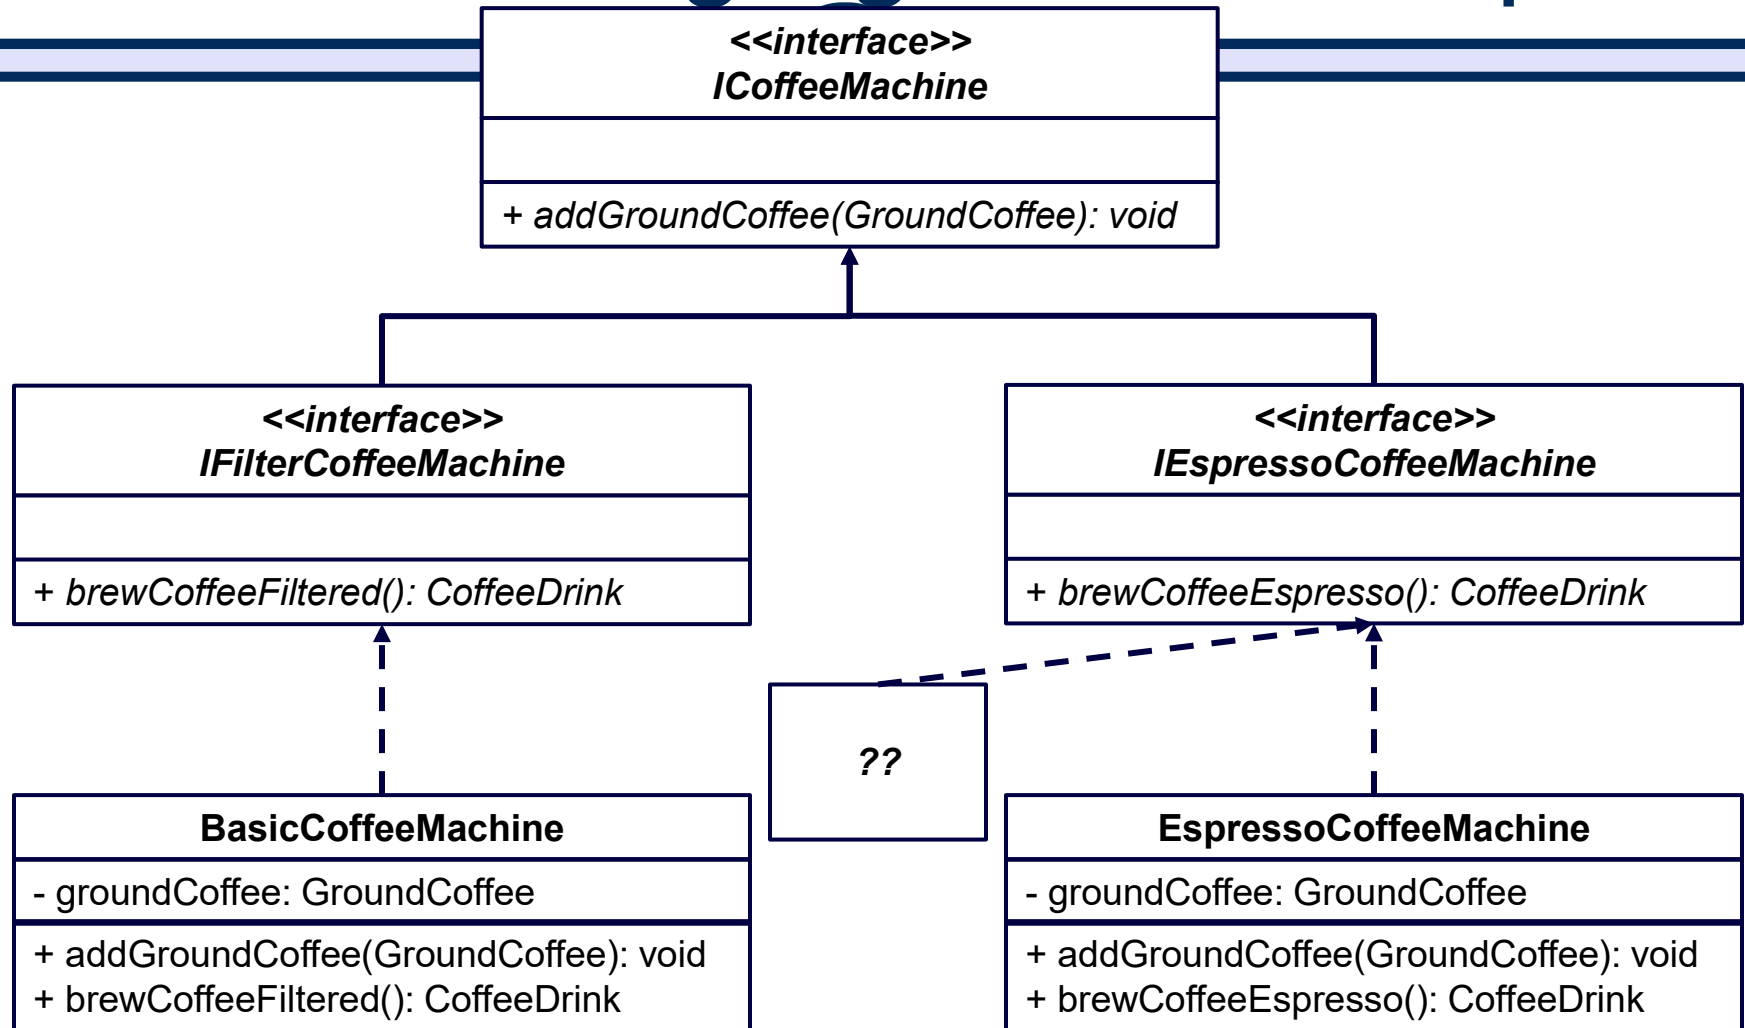 <<interface>>
ICoffeeMachine
+ addGroundCoffee(GroundCoffee): void
<<interface>>
IFilterCoffeeMachine
+ brewCoffeeFiltered(): CoffeeDrink
<<interface>>
IEspressoCoffeeMachine
+ brewCoffeeEspresso(): CoffeeDrink
??
BasicCoffeeMachine
- groundCoffee: GroundCoffee
+ addGroundCoffee(GroundCoffee): void
+ brewCoffeeFiltered(): CoffeeDrink
EspressoCoffeeMachine
- groundCoffee: GroundCoffee
+ addGroundCoffee(GroundCoffee): void
+ brewCoffeeEspresso(): CoffeeDrink